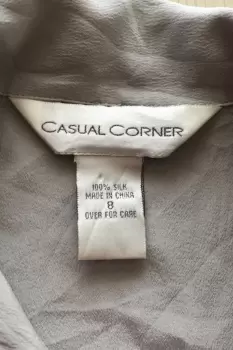 CASUAL CORNER
100% SILK
MADE IN CHINA
8
OVER FOR CARE